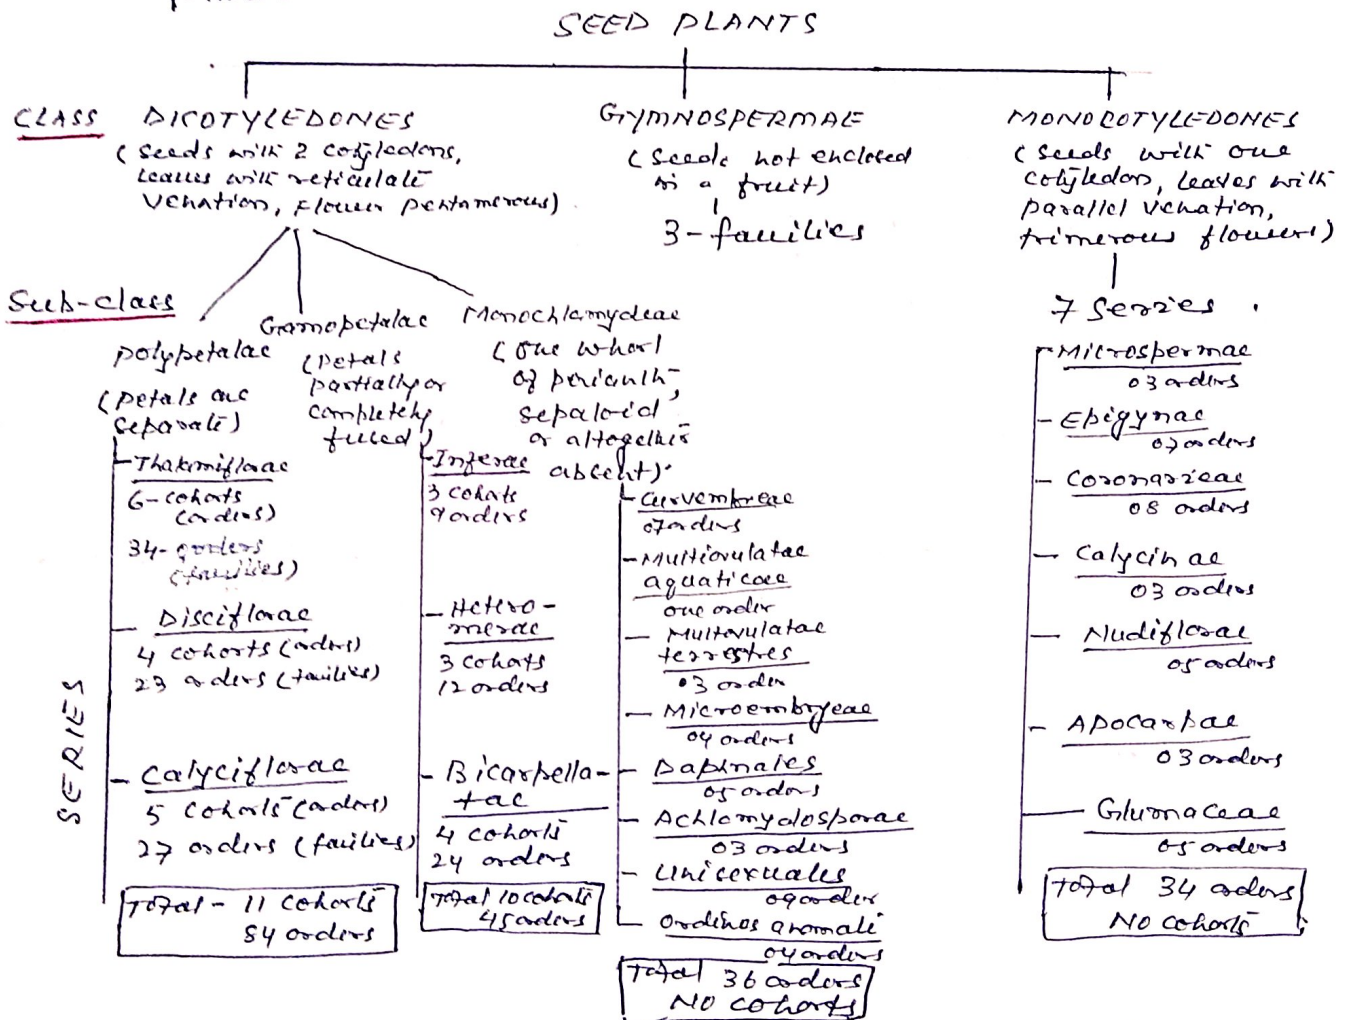 SEED PLANTS
CLASS
DICOTYLEDONES
(Seeds with 2 cotyledons,
leaves with reticulate
venation, flower pentamerous)
GYMNOSPERMAE
(Seeds not enclosed
in a fruit)
3-families
MONOCOTYLEDONES
(Seeds with one
cotyledon, leaves with
parallel venation,
trimerous flowers)
7 Series
Sub-class
Polypetalae
(Petals are
separate)
Thalamiflorae
6-cohorts
(orders)
34-orders
(families)
Disciflorae
4 cohorts (orders)
23 orders (families)
SERIES
Calyciflorae
5 cohorts (orders)
27 orders (families)
Total - 11 cohorts
84 orders
Gamopetalae
(Petals
partially or
completely
fused)
Inferae
3 cohorts
9 orders
Hetero-
merae
3 cohorts
12 orders
Bicarpella-
tae
4 cohorts
24 orders
Total 10 cohorts
45 orders
Monochlamydeae
(One whorl
of perianth,
sepaloid
or altogether
absent).
Curvembreae
07 orders
Multiovulatae
aquaticae
one order
Multovulatae
terrestres
03 order
Microembryeae
04 orders
Daphnales
05 orders
Achlamydosporae
03 orders
Unisexuales
09 order
Ordinos anomali
04 orders
Total 36 orders
NO cohorts
Microspermae
03 orders
Epigynae
07 orders
Coronarieae
08 orders
Calycinae
03 orders
Nudiflorae
05 orders
Apocarpae
03 orders
Glumaceae
05 orders
Total 34 orders
NO cohorts